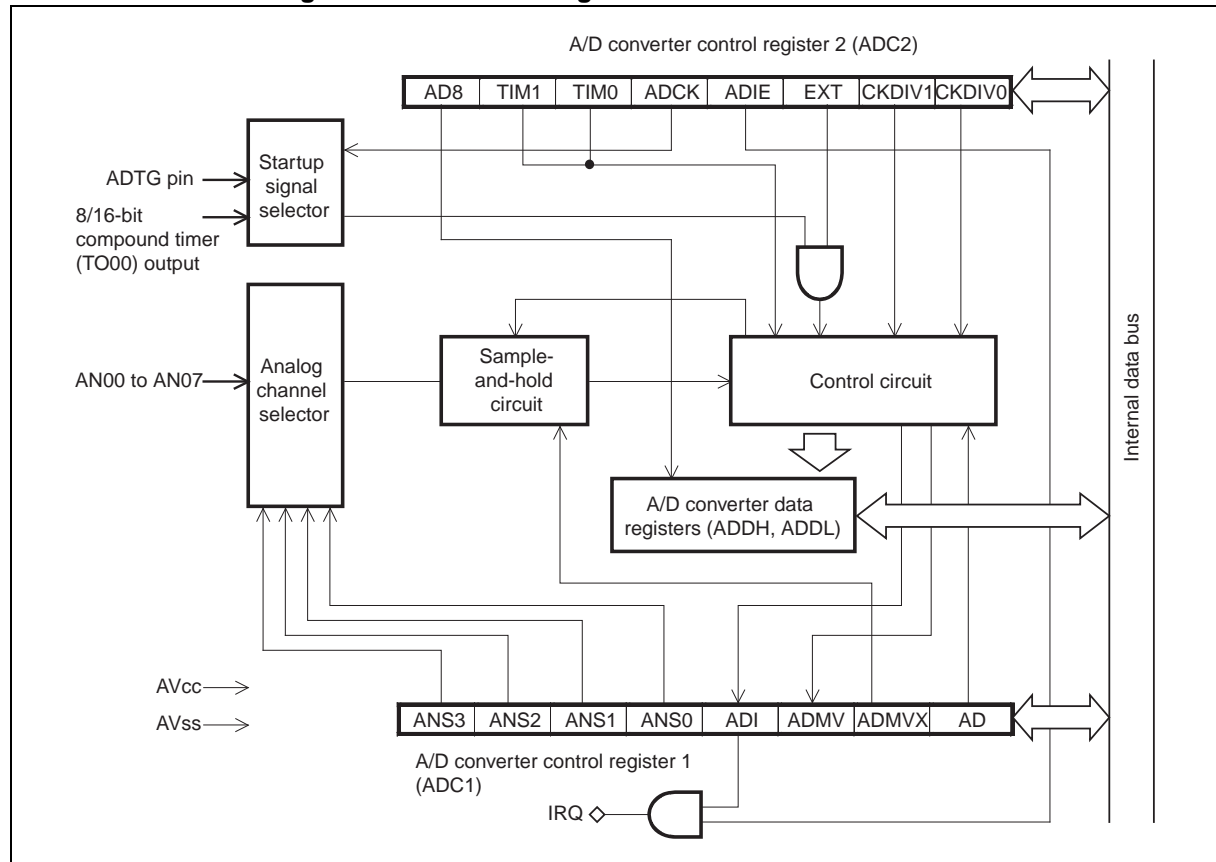 A/D converter control register 2 (ADC2)
AD8 TIM1 TIM0 ADCK ADIE EXT CKDIV1 CKDIV0
Startup
signal
selector
ADTG pin
8/16-bit
compound timer
(TO00) output
Analog
channel
selector
AN00 to AN07
Sample-
and-hold
circuit
Control circuit
Internal data bus
A/D converter data
registers (ADDH, ADDL)
AVcc
AVss
ANS3 ANS2 ANS1 ANS0 ADI ADMV ADMVX AD
A/D converter control register 1
(ADC1)
IRQ